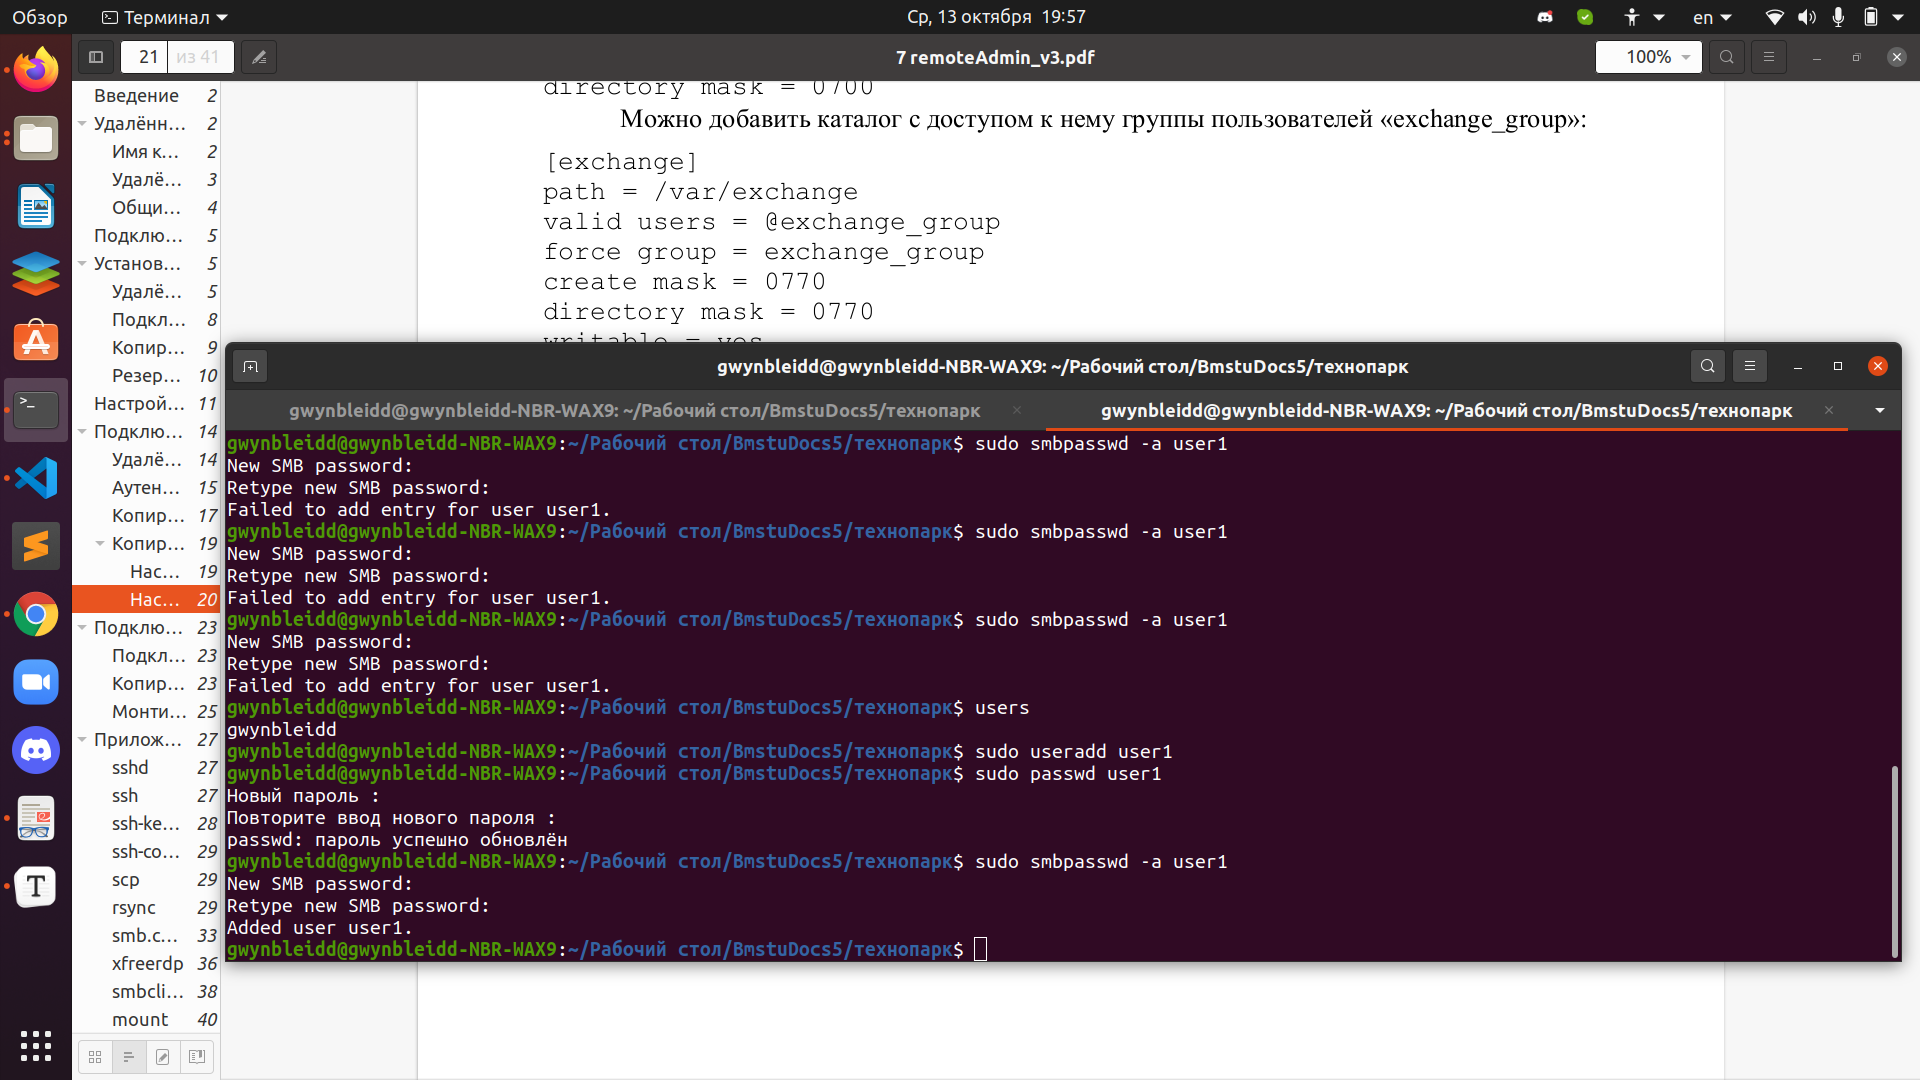 Обзор
Терминал
Ср, 13 октября 19:57
en
21 из 41
7 remoteAdmin_v3.pdf
100%
Введение 2
Удалённ... 2
Имя к... 2
Удалё... 3
Общи... 4
Подклю... 5
Установ... 5
Удалё... 5
Подкл... 8
Копир... 9
Резер... 10
Настрой... 11
Подклю... 14
Удалё... 14
Аутен... 15
Копир... 17
Копир... 19
Нас... 19
Нас... 20
Подклю... 23
Подкл... 23
Копир... 23
Монти... 25
Прилож... 27
sshd 27
ssh 27
ssh-ke... 28
ssh-co... 29
scp 29
rsync 29
smb.c... 33
xfreerdp 36
smbcli... 38
mount 40
directory mask = 0700
Можно добавить каталог с доступом к нему группы пользователей «exchange_group»:
[exchange]
path = /var/exchange
valid users = @exchange_group
force group = exchange_group
create mask = 0770
directory mask = 0770
writable = yes
gwynbleidd@gwynbleidd-NBR-WAX9: ~/Рабочий стол/BmstuDocs5/технопарк
gwynbleidd@gwynbleidd-NBR-WAX9: ~/Рабочий стол/BmstuDocs5/технопарк
gwynbleidd@gwynbleidd-NBR-WAX9: ~/Рабочий стол/BmstuDocs5/технопарк
gwynbleidd@gwynbleidd-NBR-WAX9:~/Рабочий стол/BmstuDocs5/технопарк$ sudo smbpasswd -a user1
New SMB password:
Retype new SMB password:
Failed to add entry for user user1.
gwynbleidd@gwynbleidd-NBR-WAX9:~/Рабочий стол/BmstuDocs5/технопарк$ sudo smbpasswd -a user1
New SMB password:
Retype new SMB password:
Failed to add entry for user user1.
gwynbleidd@gwynbleidd-NBR-WAX9:~/Рабочий стол/BmstuDocs5/технопарк$ sudo smbpasswd -a user1
New SMB password:
Retype new SMB password:
Failed to add entry for user user1.
gwynbleidd@gwynbleidd-NBR-WAX9:~/Рабочий стол/BmstuDocs5/технопарк$ users
gwynbleidd
gwynbleidd@gwynbleidd-NBR-WAX9:~/Рабочий стол/BmstuDocs5/технопарк$ sudo useradd user1
gwynbleidd@gwynbleidd-NBR-WAX9:~/Рабочий стол/BmstuDocs5/технопарк$ sudo passwd user1
Новый пароль :
Повторите ввод нового пароля :
passwd: пароль успешно обновлён
gwynbleidd@gwynbleidd-NBR-WAX9:~/Рабочий стол/BmstuDocs5/технопарк$ sudo smbpasswd -a user1
New SMB password:
Retype new SMB password:
Added user user1.
gwynbleidd@gwynbleidd-NBR-WAX9:~/Рабочий стол/BmstuDocs5/технопарк$